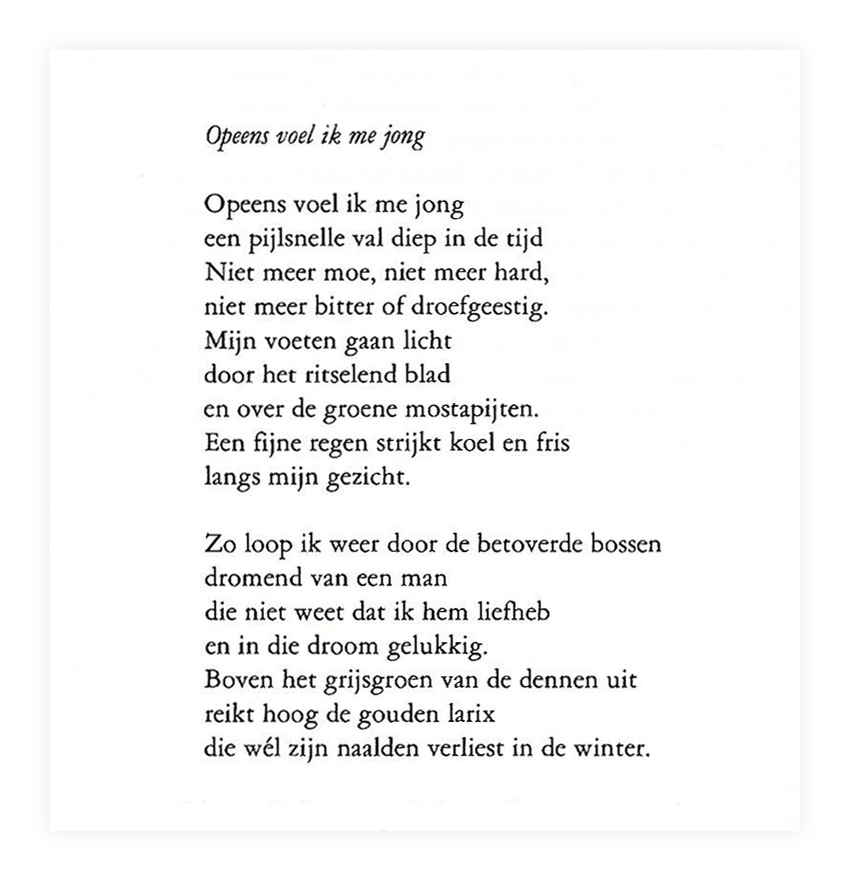 Opeens voel ik me jong
Opeens voel ik me jong
een pijlsnelle val diep in de tijd
Niet meer moe, niet meer hard,
niet meer bitter of droefgeestig.
Mijn voeten gaan licht
door het ritselend blad
en over de groene mostapijten.
Een fijne regen strijkt koel en fris
langs mijn gezicht.
Zo loop ik weer door de betoverde bossen
dromend van een man
die niet weet dat ik hem liefheb
en in die droom gelukkig.
Boven het grijsgroen van de dennen uit
reikt hoog de gouden larix
die wél zijn naalden verliest in de winter.